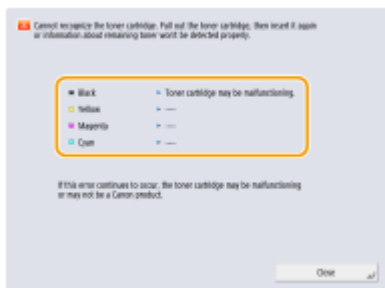 Cannot recognize the toner cartridge. Pull out the toner cartridge, then insert it again
or information about remaining toner won't be detected properly.
Black Toner cartridge may be malfunctioning.
Yellow ----
Magenta ----
Cyan ----
If this error continues to occur, the toner cartridge may be malfunctioning
or may not be a Canon product.
Close